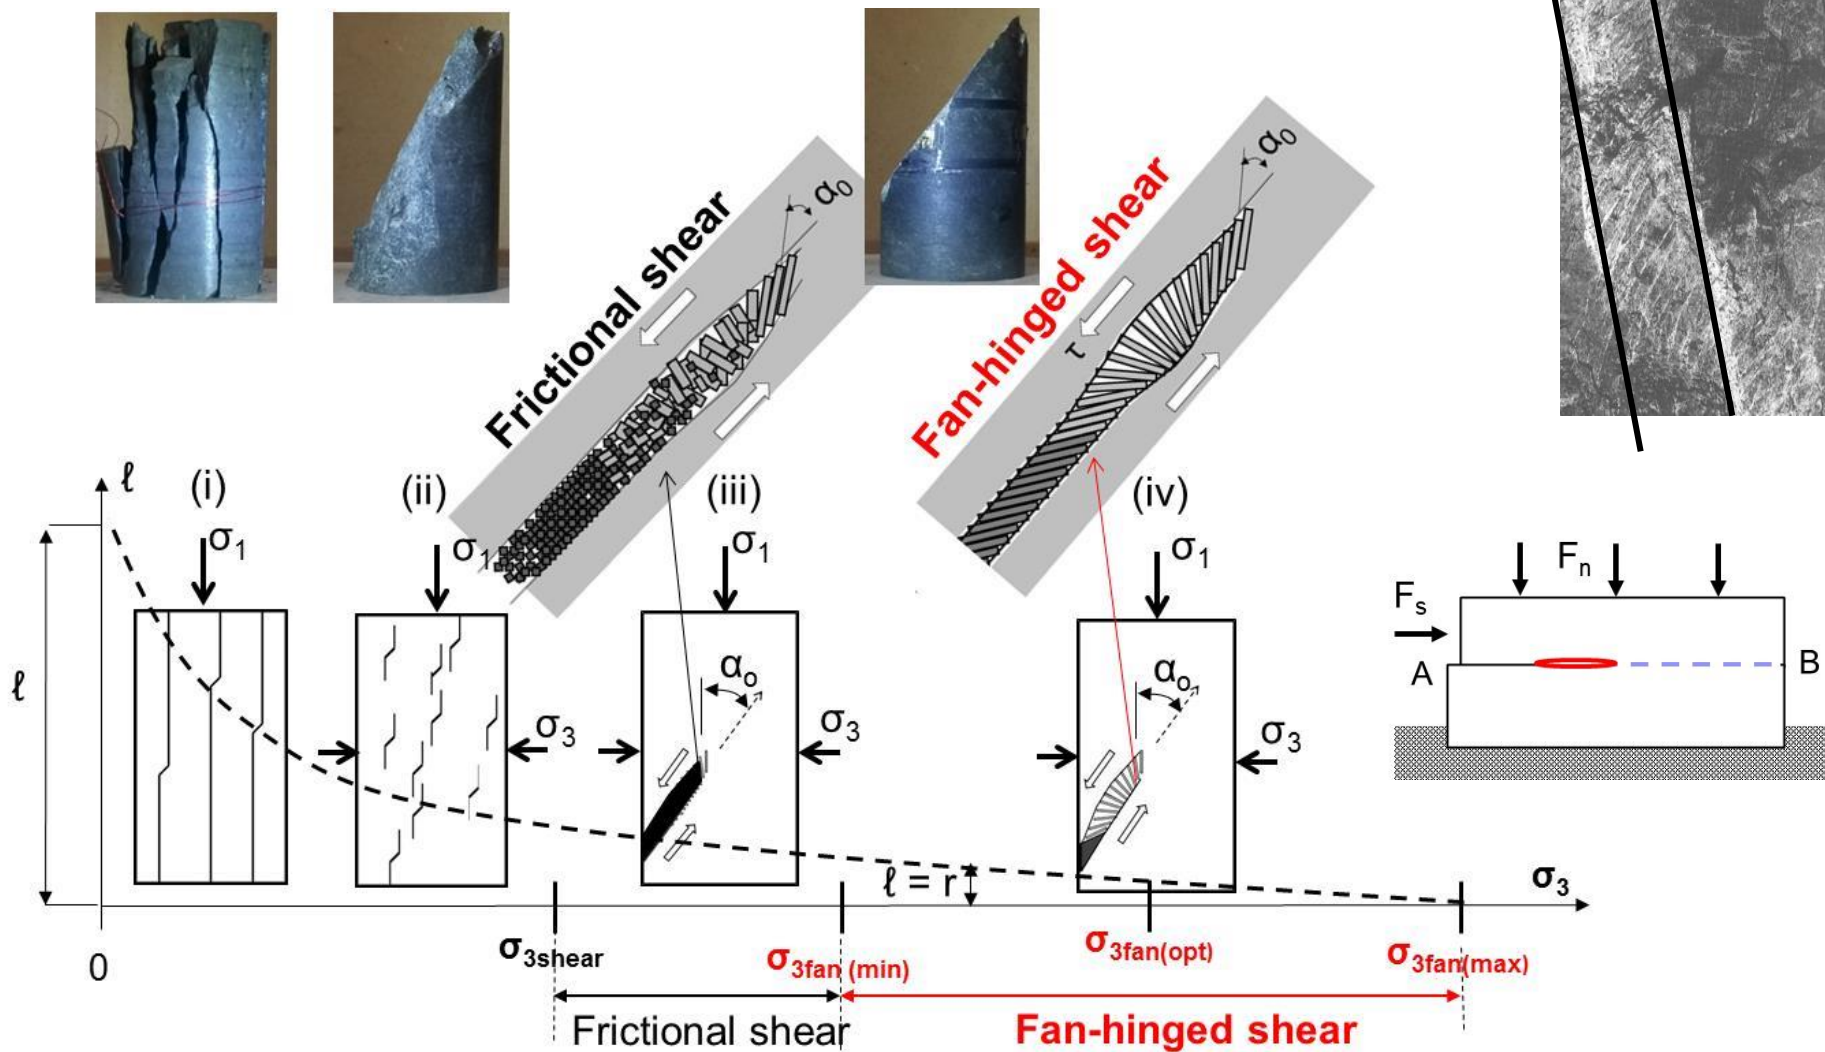 α₀
α₀
Frictional shear
Fan-hinged shear
τ
ℓ
(i)
(ii)
(iii)
(iv)
σ₁
σ₁
σ₁
σ₁
Fₙ
Fₛ
A
B
ℓ
αₒ
αₒ
σ₃
σ₃
σ₃
ℓ = r
σ₃
0
σ3shear
σ3fan (min)
σ3fan(opt)
σ3fan(max)
Frictional shear
Fan-hinged shear